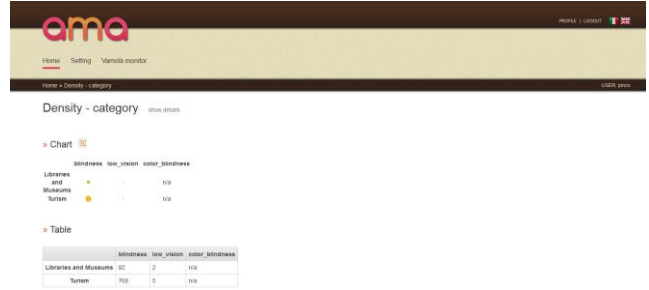 ama
PROFILE | LOGOUT
Home Setting Vamolà monitor
Home » Density - category
USER: pinco
Density - category show details
» Chart
blindness low_vision color_blindness
Libraries
and
Museums - n/a
Turism - n/a
» Table
blindness low_vision color_blindness
Libraries and Museums 92 2 n/a
Turism 768 5 n/a